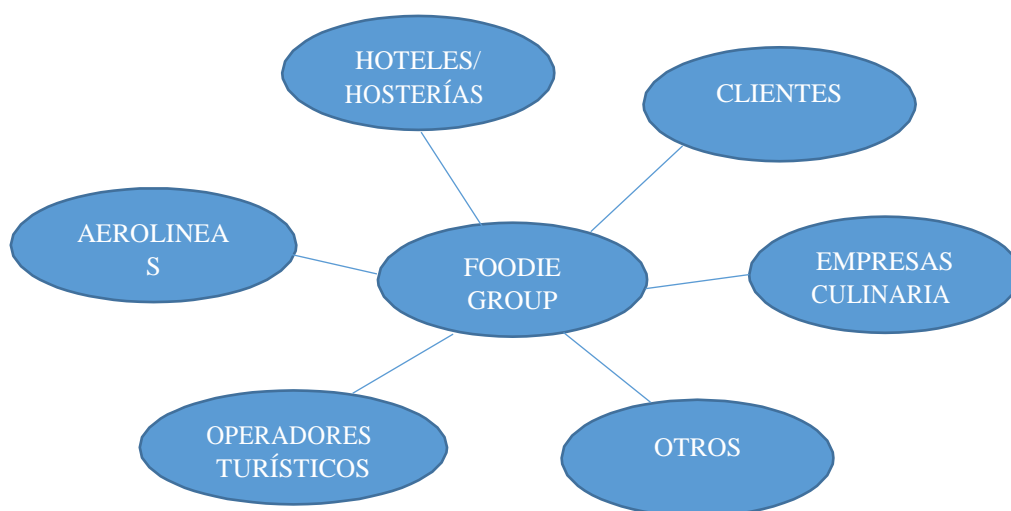 HOTELES/
HOSTERÍAS
CLIENTES
AEROLINEA
S
FOODIE
GROUP
EMPRESAS
CULINARIA
OPERADORES
TURÍSTICOS
OTROS